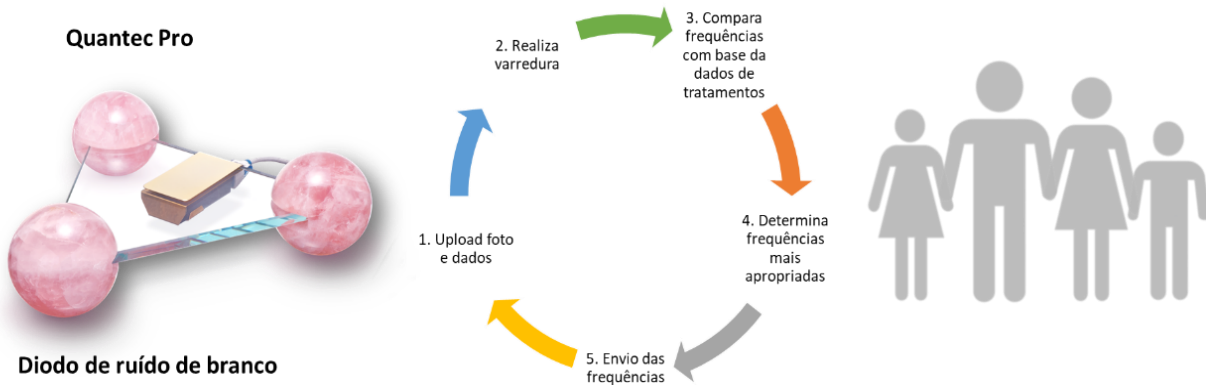 Quantec Pro
Diodo de ruído de branco
1. Upload foto
e dados
2. Realiza
varredura
3. Compara
frequências
com base da
dados de
tratamentos
4. Determina
frequências
mais
apropriadas
5. Envio das
frequências